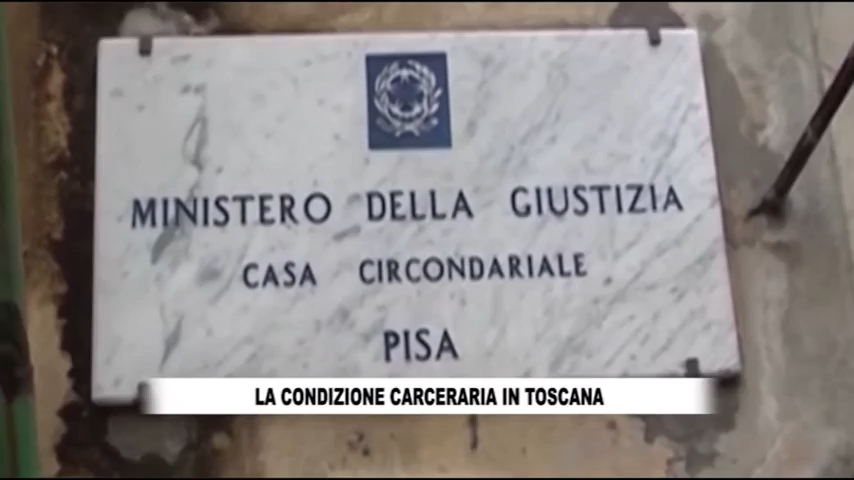 MINISTERO DELLA GIUSTIZIA
CASA CIRCONDARIALE
PISA
LA CONDIZIONE CARCERARIA IN TOSCANA